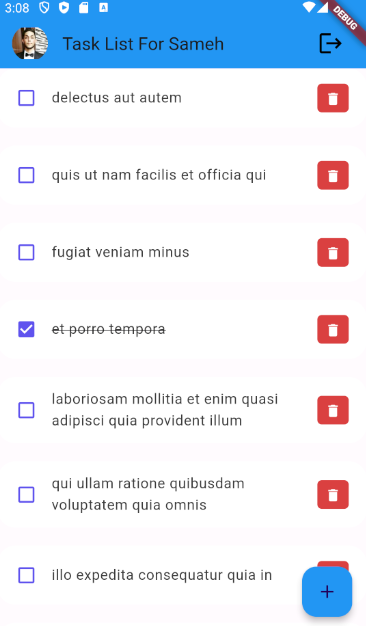 3:08
DEBUG
Task List For Sameh
delectus aut autem
quis ut nam facilis et officia qui
fugiat veniam minus
et porro tempora
laboriosam mollitia et enim quasi
adipisci quia provident illum
qui ullam ratione quibusdam
voluptatem quia omnis
illo expedita consequatur quia in